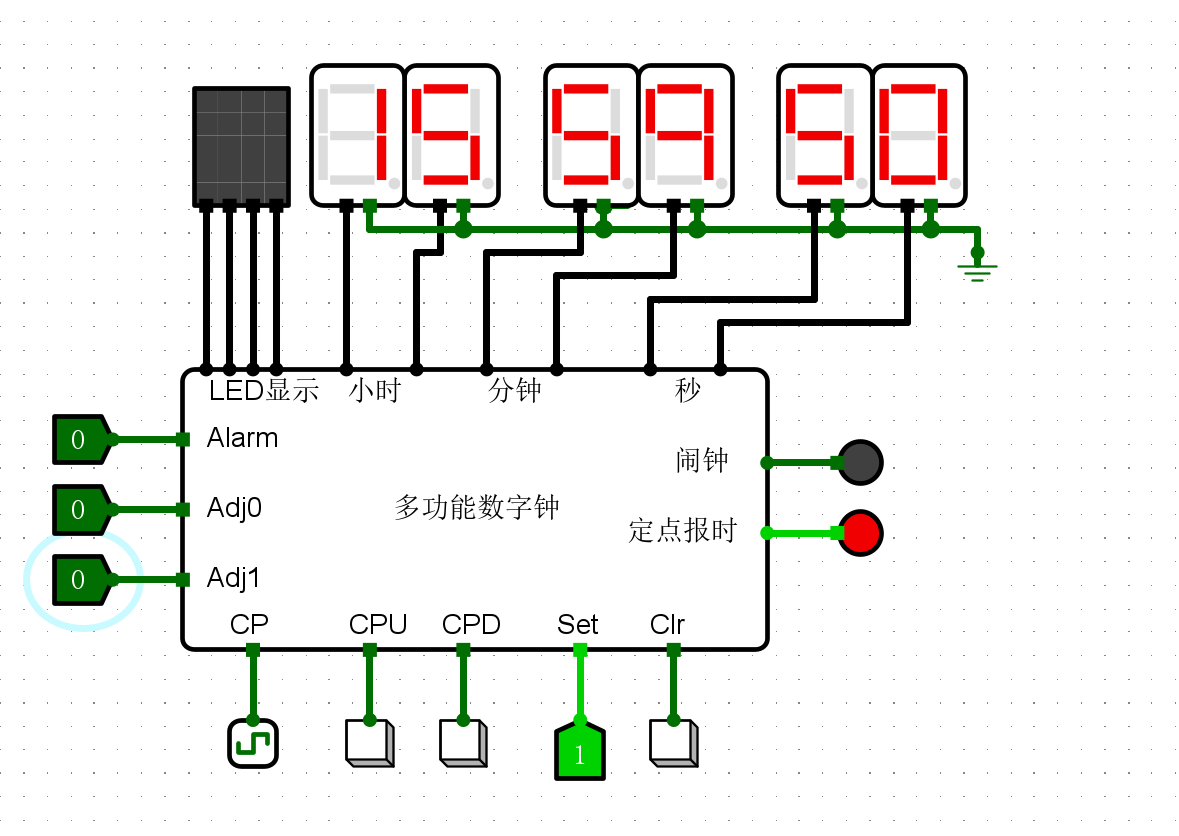 15 59 50
LED显示 小时 分钟 秒
0 Alarm
闹钟
0 Adj0
多功能数字钟
定点报时
0 Adj1
CP CPU CPD Set Clr
1